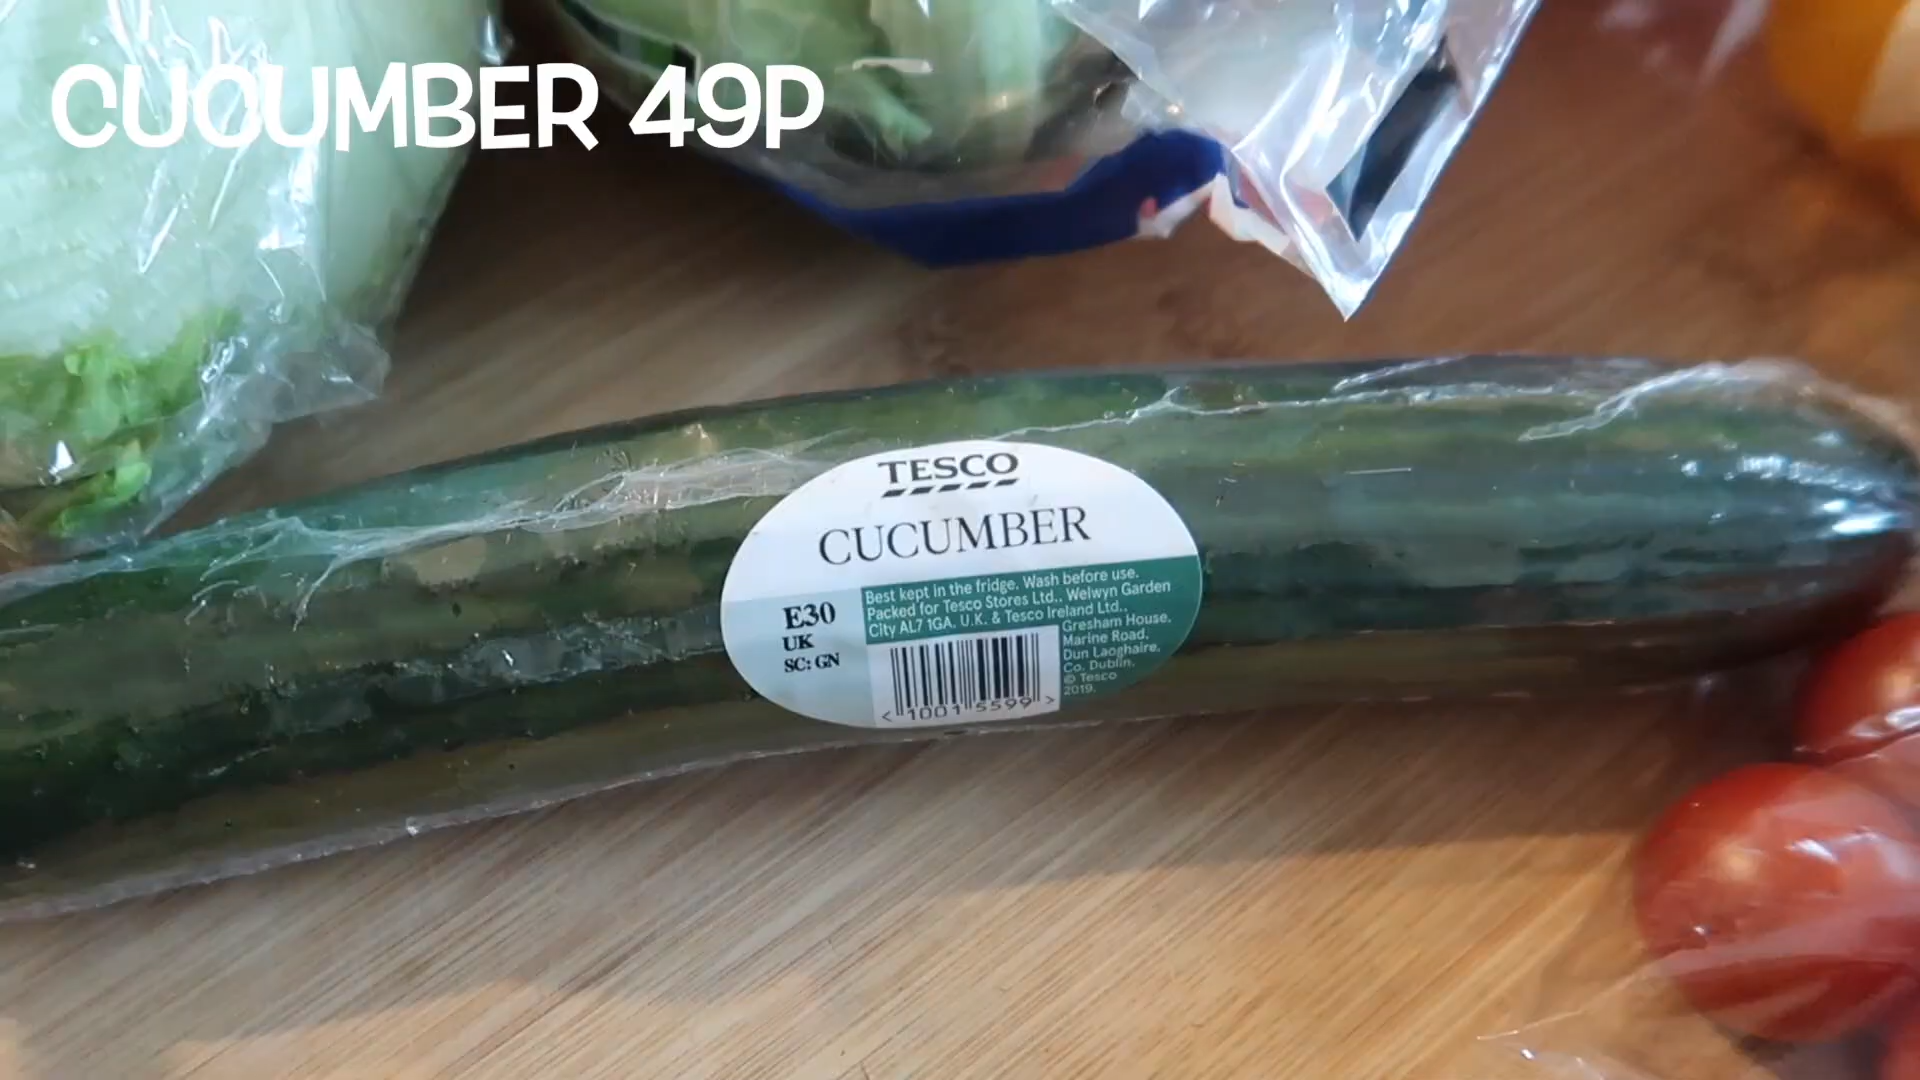 CUCUMBER 49P
TESCO
CUCUMBER
E30
UK
SC: GN
Best kept in the fridge. Wash before use.
Packed for Tesco Stores Ltd., Welwyn Garden
City AL7 1GA, U.K. & Tesco Ireland Ltd.,
Gresham House,
Marine Road,
Dun Laoghaire,
Co. Dublin.
© Tesco
2019.
< 1001 5599 >